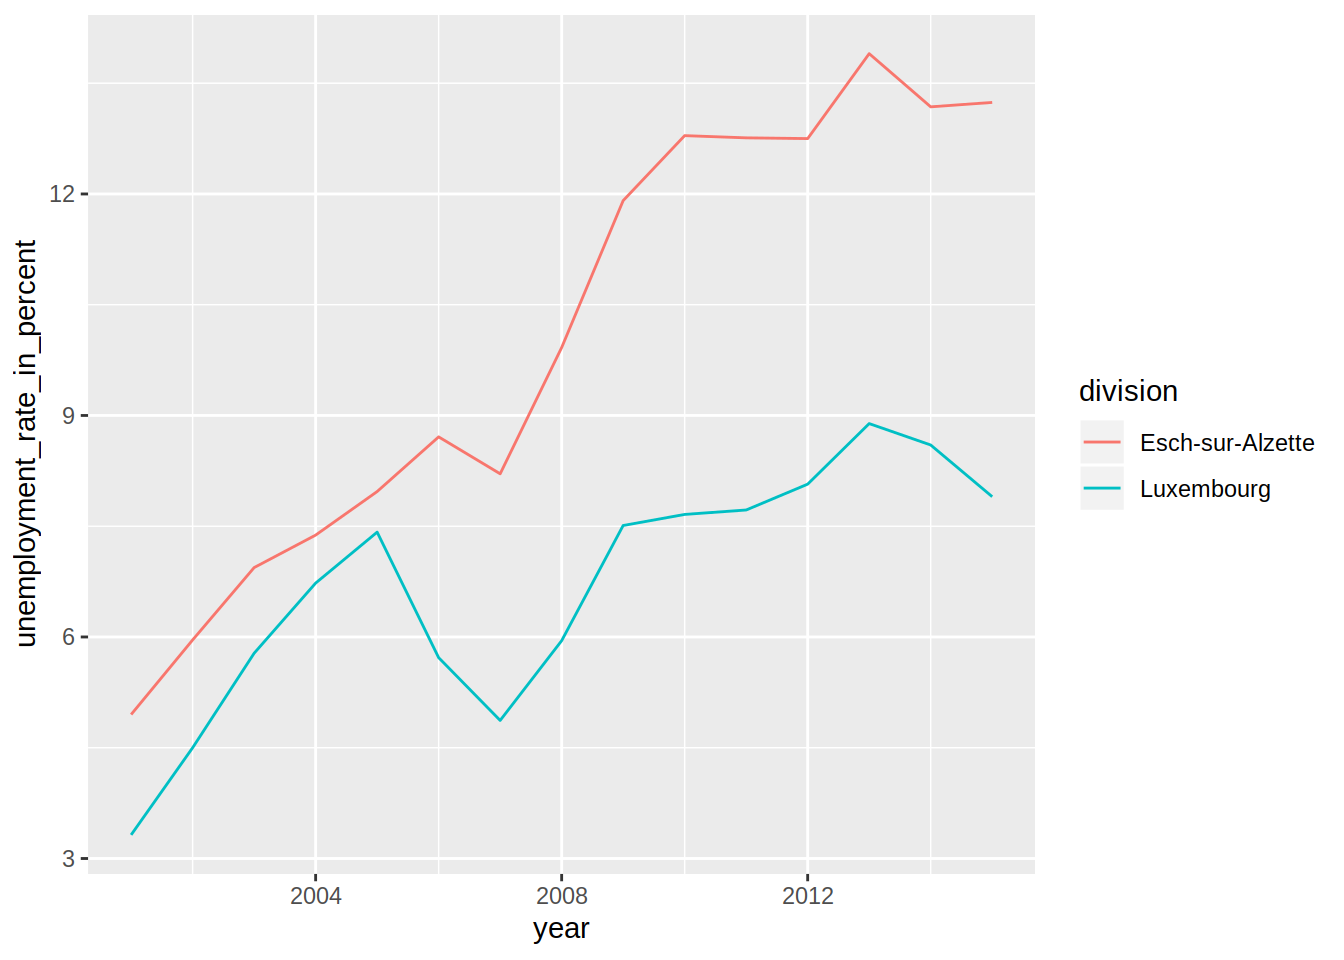 unemployment_rate_in_percent
12
9
6
3
2004
2008
2012
year
division
Esch-sur-Alzette
Luxembourg